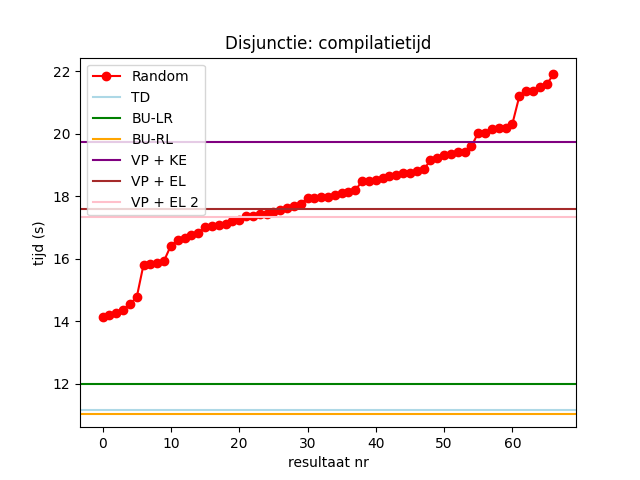 Disjunctie: compilatietijd
22
20
18
16
14
12
tijd (s)
Random
TD
BU-LR
BU-RL
VP + KE
VP + EL
VP + EL 2
0 10 20 30 40 50 60
resultaat nr